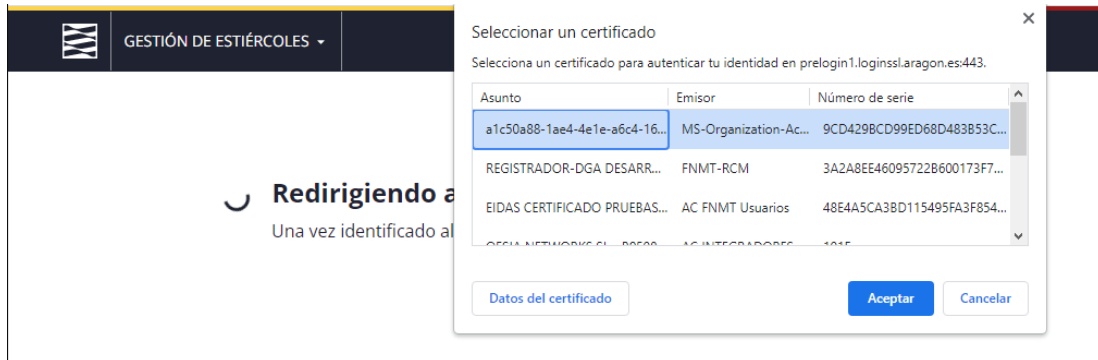 GESTIÓN DE ESTIÉRCOLES
Seleccionar un certificado
Selecciona un certificado para autenticar tu identidad en prelogin1.loginssl.aragon.es:443.
Asunto Emisor Número de serie
a1c50a88-1ae4-4e1e-a6c4-16... MS-Organization-Ac... 9CD429BCD99ED68D483B53C...
REGISTRADOR-DGA DESARR... FNMT-RCM 3A2A8EE46095722B600173F7...
EIDAS CERTIFICADO PRUEBAS... AC FNMT Usuarios 48E4A5CA3BD115495FA3F854...
Redirigiendo a
Una vez identificado al
Datos del certificado Aceptar Cancelar